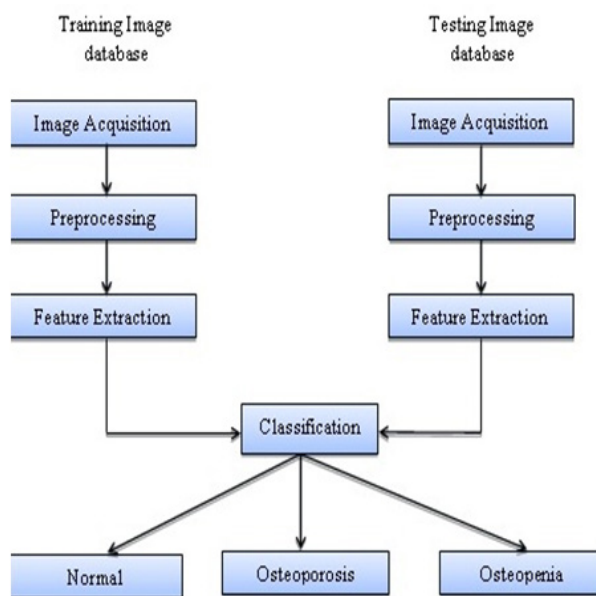 Training Image
database
Testing Image
database
Image Acquisition
Image Acquisition
Preprocessing
Preprocessing
Feature Extraction
Feature Extraction
Classification
Normal
Osteoporosis
Osteopenia